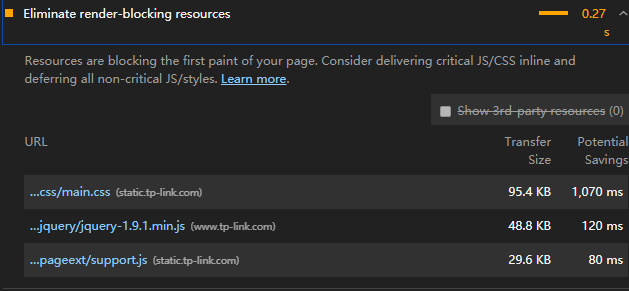 Eliminate render-blocking resources 0.27 s
Resources are blocking the first paint of your page. Consider delivering critical JS/CSS inline and
deferring all non-critical JS/styles. Learn more.
Show 3rd-party resources (0)
URL Transfer Size Potential Savings
...css/main.css (static.tp-link.com) 95.4 KB 1,070 ms
...jquery/jquery-1.9.1.min.js (www.tp-link.com) 48.8 KB 120 ms
...pageext/support.js (static.tp-link.com) 29.6 KB 80 ms